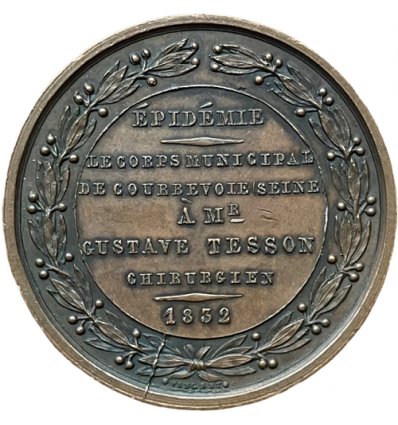 ÉPIDÉMIE
LE CORPS MUNICIPAL
DE COURBEVOIE (SEINE
À MR
GUSTAVE TESSON
CHIRURGIEN
1832